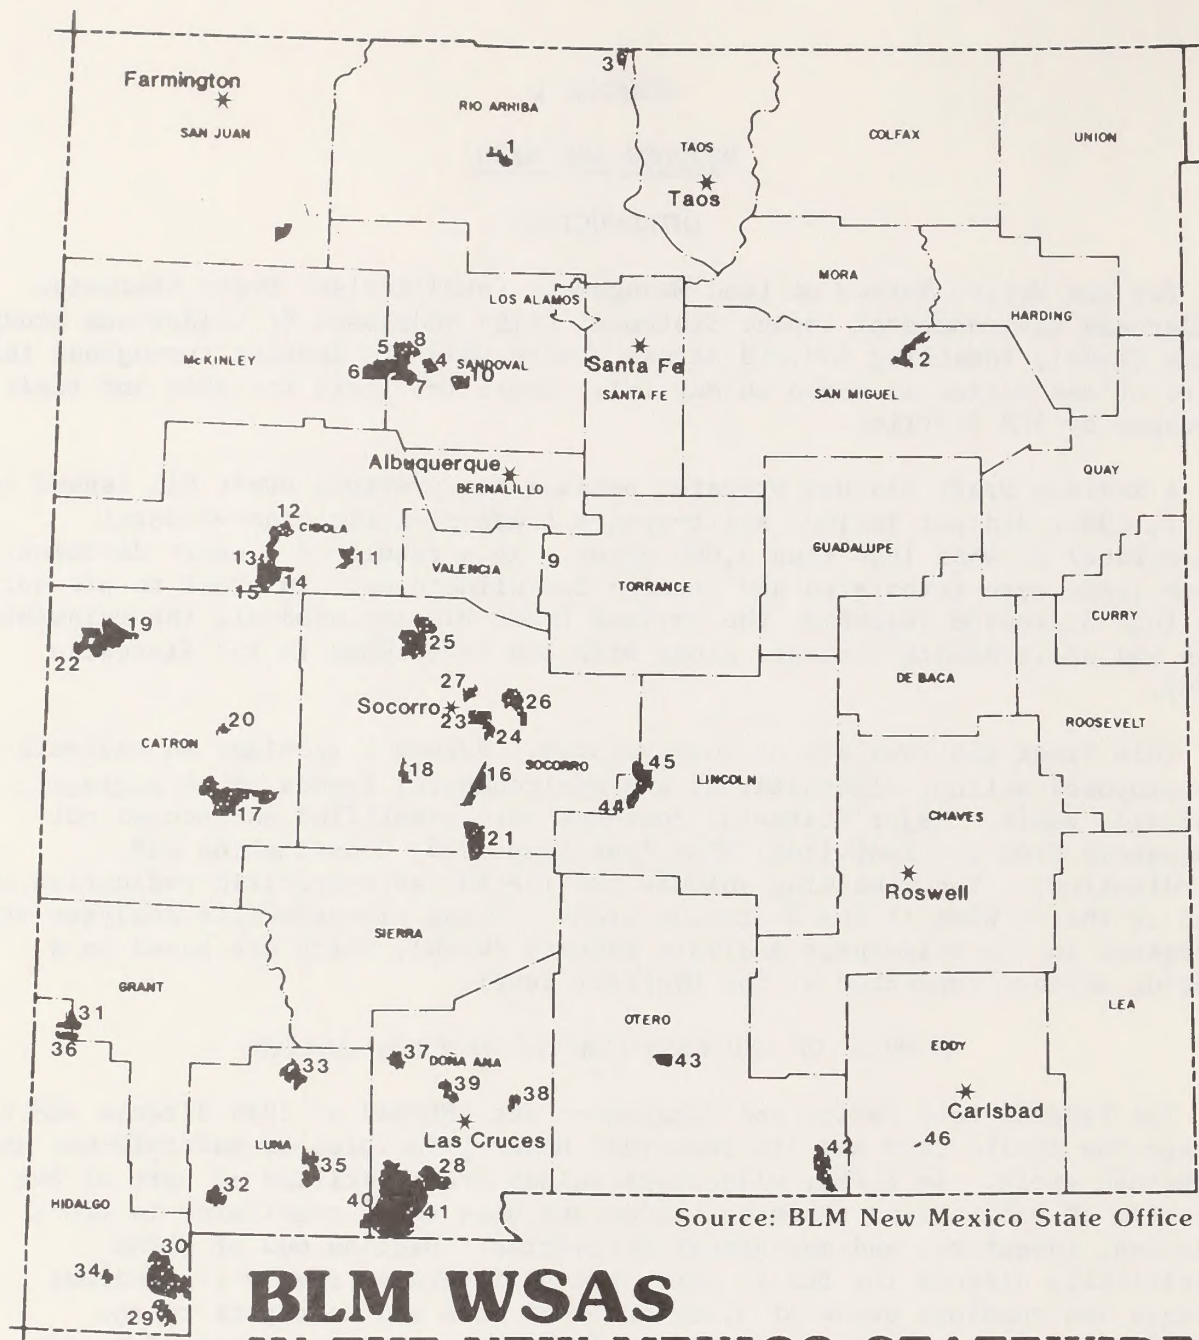 3
Farmington
RIO ARRIBA
COLFAX
UNION
SAN JUAN
1
TAOS
Taos
MORA
LOS ALAMOS
HARDING
5 8
McKINLEY
6 4 SANDOVAL
10
Santa Fe
2
SANTA FE
SAN MIGUEL
Albuquerque
BERNALILLO
QUAY
12
CIBOLA
13
11
9
GUADALUPE
14
VALENCIA
TORRANCE
15
CURRY
19
25
22
27
26
DE BACA
Socorro
23
20
24
ROOSEVELT
CATRON
18
16
SOCORRO
45
LINCOLN
17
44
CHAVES
21
Roswell
SIERRA
GRANT
LEA
31
OTERO
EDDY
36
37
DONA ANA
43
33
39
38
Carlsbad
LUNA
Las Cruces
42
46
35
28
32
40
HIDALGO
41
Source: BLM New Mexico State Office
30
34
29
BLM WSAs
IN THE NEW MEXICO STATEWIDE